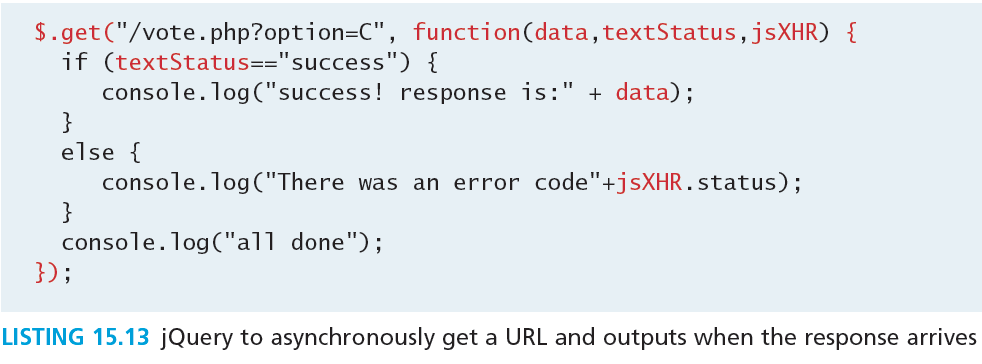 $.get("/vote.php?option=C", function(data,textStatus,jsXHR) {
if (textStatus=="success") {
console.log("success! response is:" + data);
}
else {
console.log("There was an error code"+jsXHR.status);
}
console.log("all done");
});
LISTING 15.13 jQuery to asynchronously get a URL and outputs when the response arrives